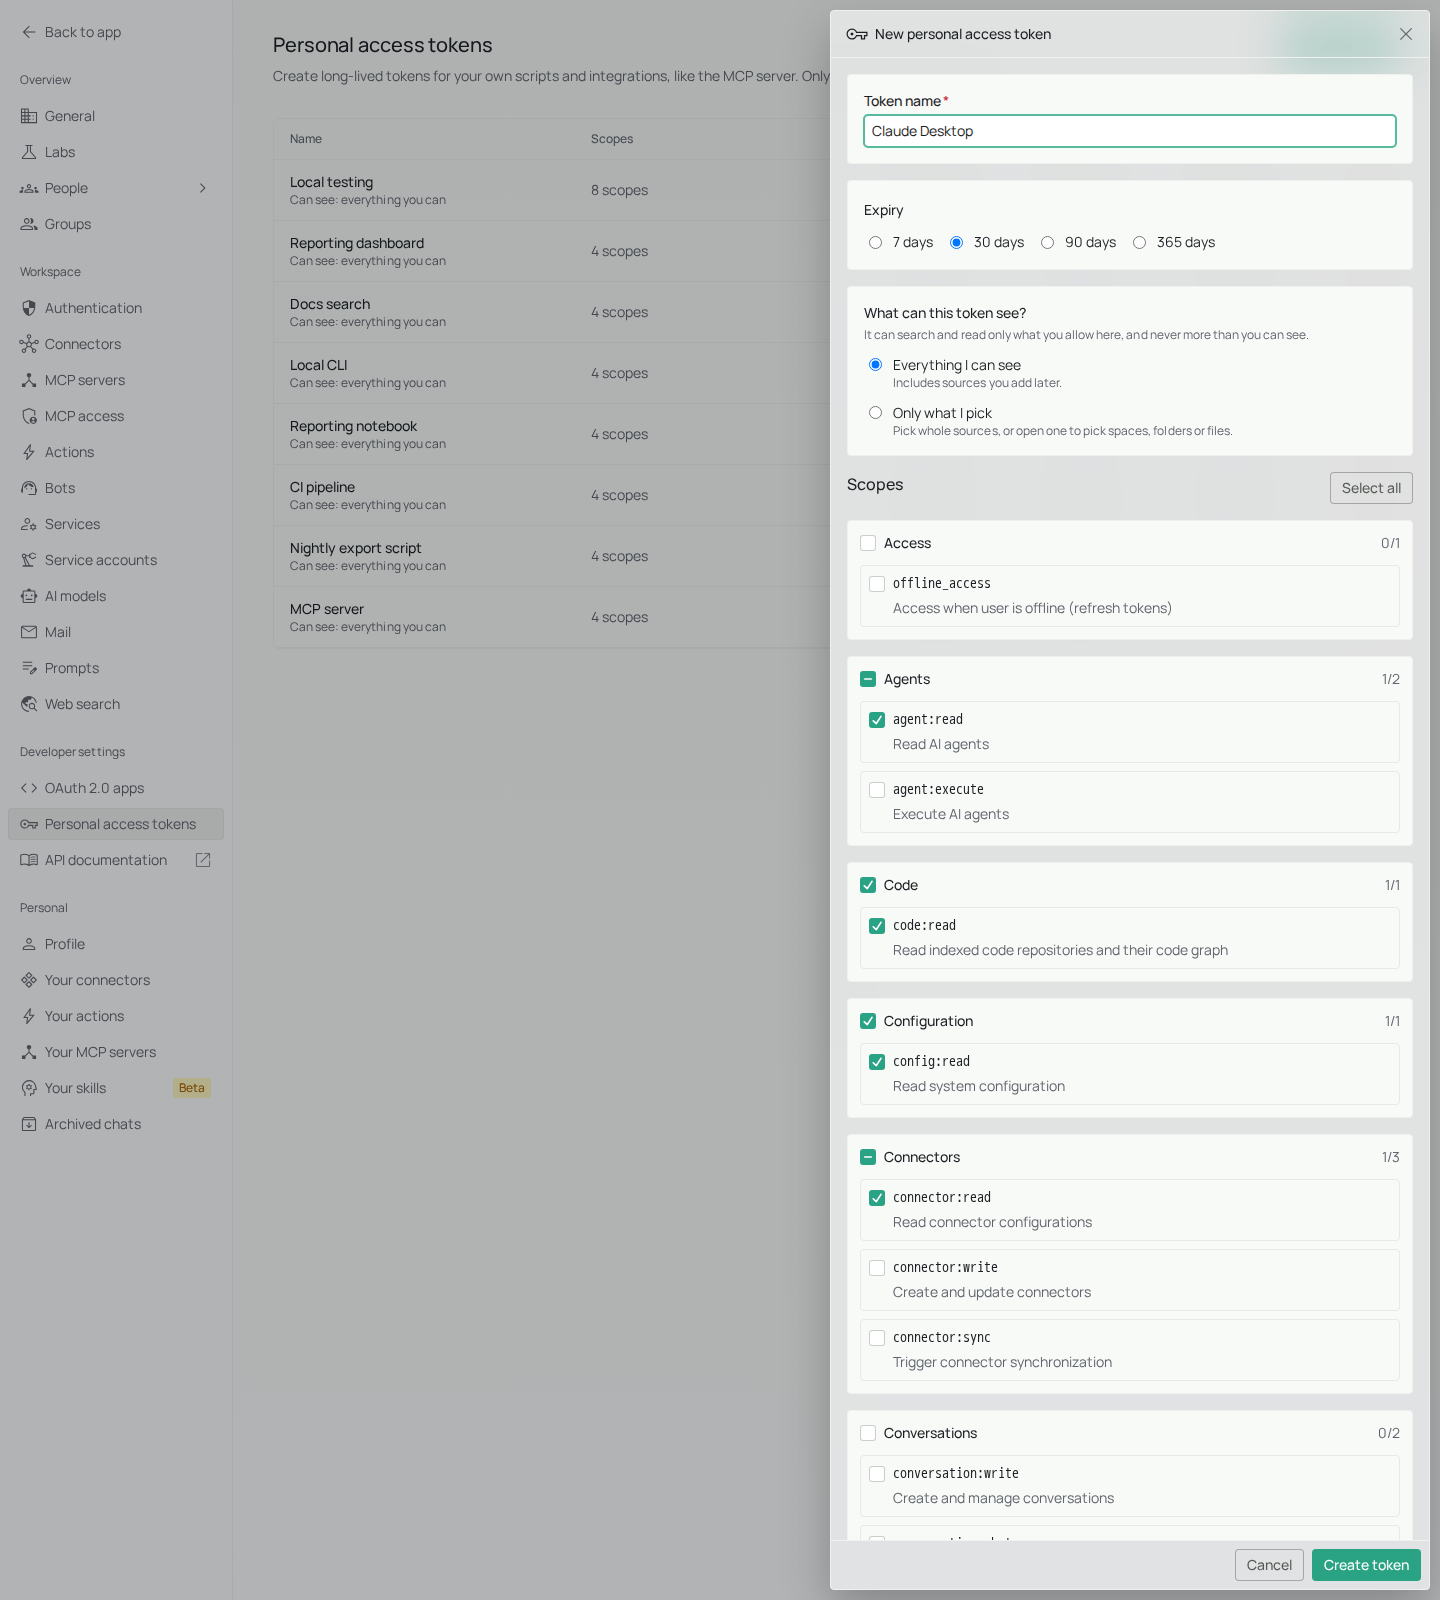 Back to app
Overview
General
Labs
People
Groups
Workspace
Authentication
Connectors
MCP servers
MCP access
Actions
Bots
Services
Service accounts
AI models
Mail
Prompts
Web search
Developer settings
OAuth 2.0 apps
Personal access tokens
API documentation
Personal
Profile
Your connectors
Your actions
Your MCP servers
Your skills Beta
Archived chats
Personal access tokens
Create long-lived tokens for your own scripts and integrations, like the MCP server. Only
Name Scopes
Local testing
Can see: everything you can
8 scopes
Reporting dashboard
Can see: everything you can
4 scopes
Docs search
Can see: everything you can
4 scopes
Local CLI
Can see: everything you can
4 scopes
Reporting notebook
Can see: everything you can
4 scopes
CI pipeline
Can see: everything you can
4 scopes
Nightly export script
Can see: everything you can
4 scopes
MCP server
Can see: everything you can
4 scopes
New personal access token
Token name *
Claude Desktop
Expiry
7 days 30 days 90 days 365 days
What can this token see?
It can search and read only what you allow here, and never more than you can see.
Everything I can see
Includes sources you add later.
Only what I pick
Pick whole sources, or open one to pick spaces, folders or files.
Scopes Select all
Access 0/1
offline_access
Access when user is offline (refresh tokens)
Agents 1/2
agent:read
Read AI agents
agent:execute
Execute AI agents
Code 1/1
code:read
Read indexed code repositories and their code graph
Configuration 1/1
config:read
Read system configuration
Connectors 1/3
connector:read
Read connector configurations
connector:write
Create and update connectors
connector:sync
Trigger connector synchronization
Conversations 0/2
conversation:write
Create and manage conversations
Cancel Create token